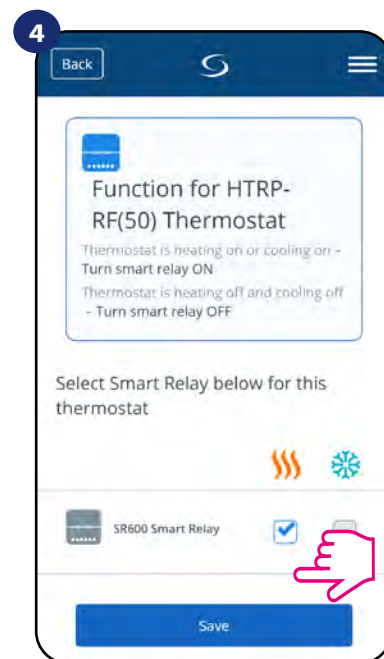 4
Back
Function for HTRP-
RF(50) Thermostat
Thermostat is heating on or cooling on -
Turn smart relay ON
Thermostat is heating off and cooling off
- Turn smart relay OFF
Select Smart Relay below for this
thermostat
SR600 Smart Relay
Save